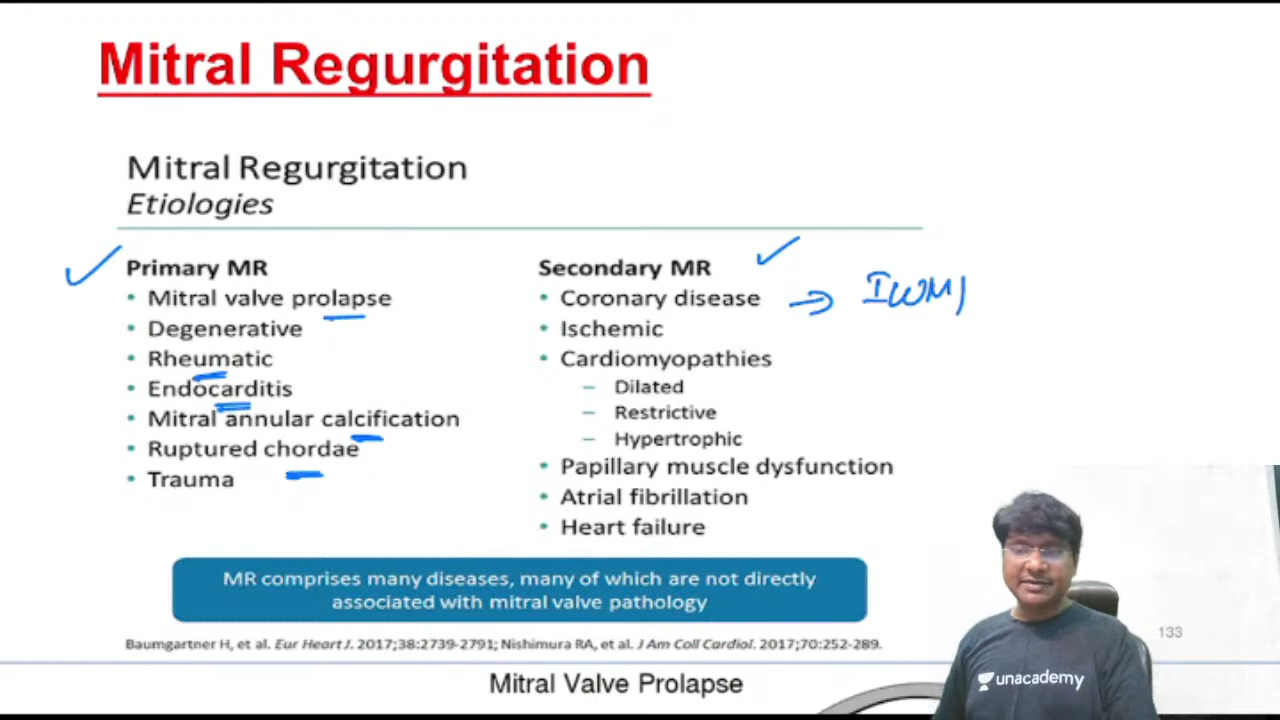 Mitral Regurgitation
Mitral Regurgitation
Etiologies
Primary MR
• Mitral valve prolapse
• Degenerative
• Rheumatic
• Endocarditis
• Mitral annular calcification
• Ruptured chordae
• Trauma
Secondary MR
• Coronary disease → IWMI
• Ischemic
• Cardiomyopathies
– Dilated
– Restrictive
– Hypertrophic
• Papillary muscle dysfunction
• Atrial fibrillation
• Heart failure
MR comprises many diseases, many of which are not directly
associated with mitral valve pathology
Baumgartner H, et al. Eur Heart J. 2017;38:2739-2791; Nishimura RA, et al. J Am Coll Cardiol. 2017;70:252-289.
133
unacademy
Mitral Valve Prolapse